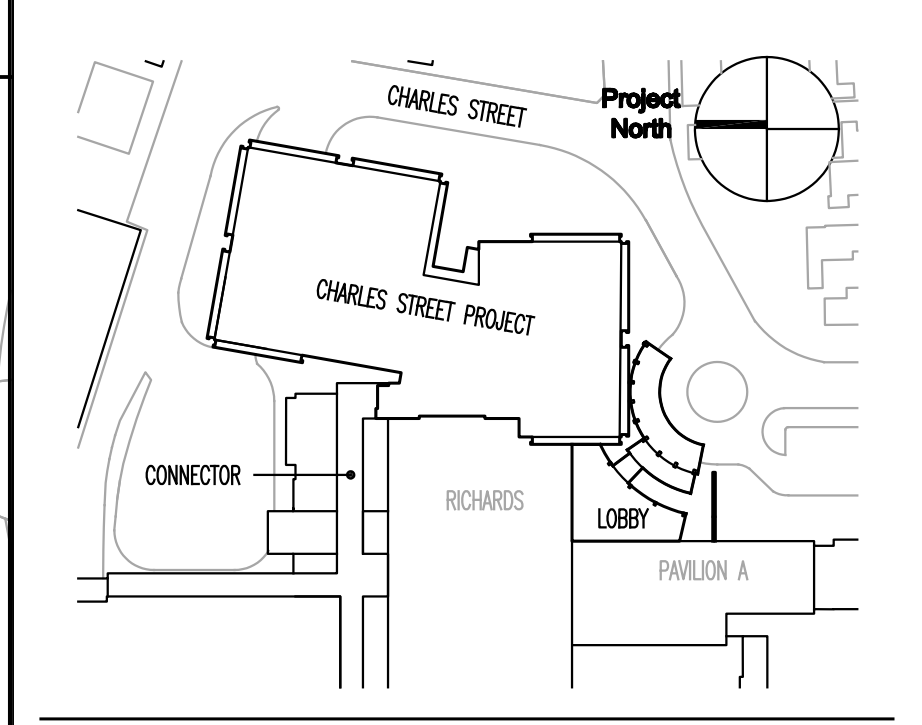 CHARLES STREET
Project
North
CHARLES STREET PROJECT
CONNECTOR
RICHARDS
LOBBY
PAVILION A